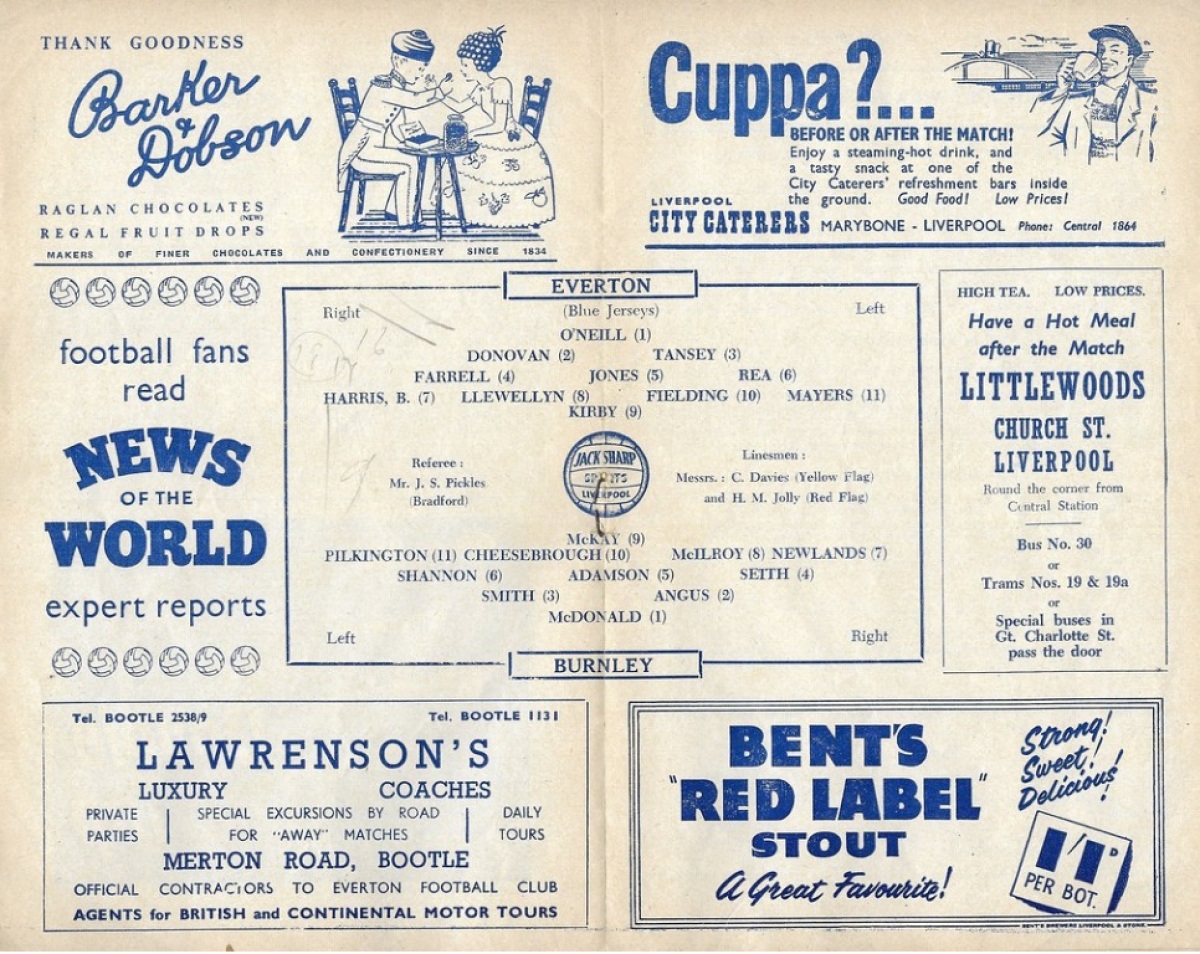 THANK GOODNESS
Barker
&
Dobson
RAGLAN CHOCOLATES
(NEW)
REGAL FRUIT DROPS
MAKERS OF FINER CHOCOLATES AND CONFECTIONERY SINCE 1834
Cuppa?...
BEFORE OR AFTER THE MATCH!
Enjoy a steaming-hot drink, and
a tasty snack at one of the
City Caterers' refreshment bars inside
the ground. Good Food! Low Prices!
LIVERPOOL
CITY CATERERS MARYBONE - LIVERPOOL Phone: Central 1864
football fans
read
NEWS
OF THE
WORLD
expert reports
EVERTON
(Blue Jerseys)
Right Left
O'NEILL (1)
DONOVAN (2) TANSEY (3)
FARRELL (4) JONES (5) REA (6)
HARRIS, B. (7) LLEWELLYN (8) FIELDING (10) MAYERS (11)
KIRBY (9)
Referee :
Mr. J. S. Pickles
(Bradford)
JACK SHARP
SPORTS
LIVERPOOL
Linesmen :
Messrs. : C. Davies (Yellow Flag)
and H. M. Jolly (Red Flag)
McKAY (9)
PILKINGTON (11) CHEESEBROUGH (10) McILROY (8) NEWLANDS (7)
SHANNON (6) ADAMSON (5) SEITH (4)
SMITH (3) ANGUS (2)
McDONALD (1)
Left Right
BURNLEY
HIGH TEA. LOW PRICES.
Have a Hot Meal
after the Match
LITTLEWOODS
CHURCH ST.
LIVERPOOL
Round the corner from
Central Station
Bus No. 30
or
Trams Nos. 19 & 19a
or
Special buses in
Gt. Charlotte St.
pass the door
Tel. BOOTLE 2538/9 Tel. BOOTLE 1131
LAWRENSON'S
LUXURY COACHES
PRIVATE PARTIES
SPECIAL EXCURSIONS BY ROAD
FOR "AWAY" MATCHES
DAILY TOURS
MERTON ROAD, BOOTLE
OFFICIAL CONTRACTORS TO EVERTON FOOTBALL CLUB
AGENTS for BRITISH and CONTINENTAL MOTOR TOURS
BENT'S
"RED LABEL"
STOUT
A Great Favourite!
Strong!
Sweet!
Delicious!
1/1D
PER BOT.
BENT'S BREWERY LIVERPOOL & STONE